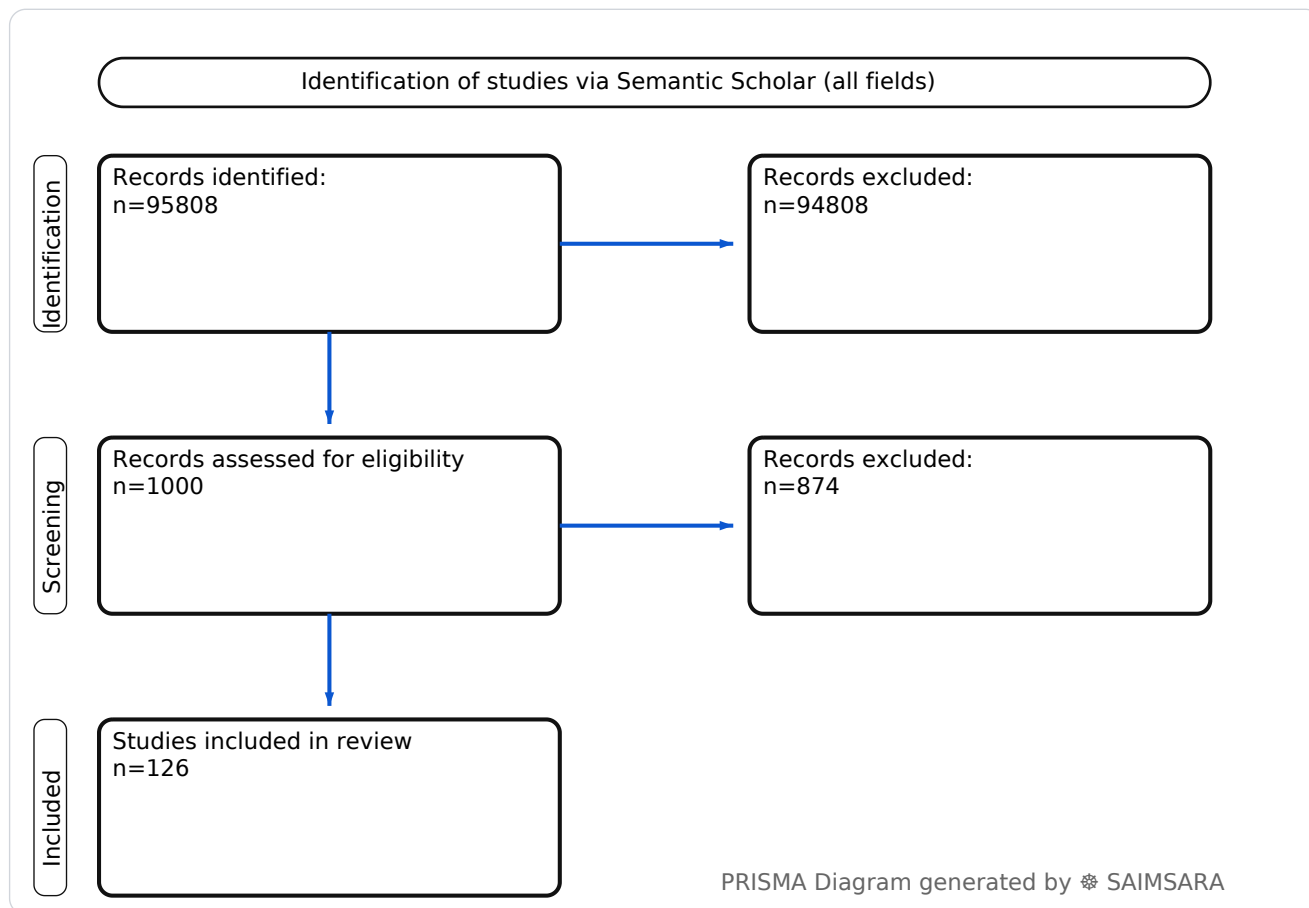 Identification of studies via Semantic Scholar (all fields)
Identification
Records identified:
n=95808
Records excluded:
n=94808
Screening
Records assessed for eligibility
n=1000
Records excluded:
n=874
Included
Studies included in review
n=126
PRISMA Diagram generated by ☸ SAIMSARA